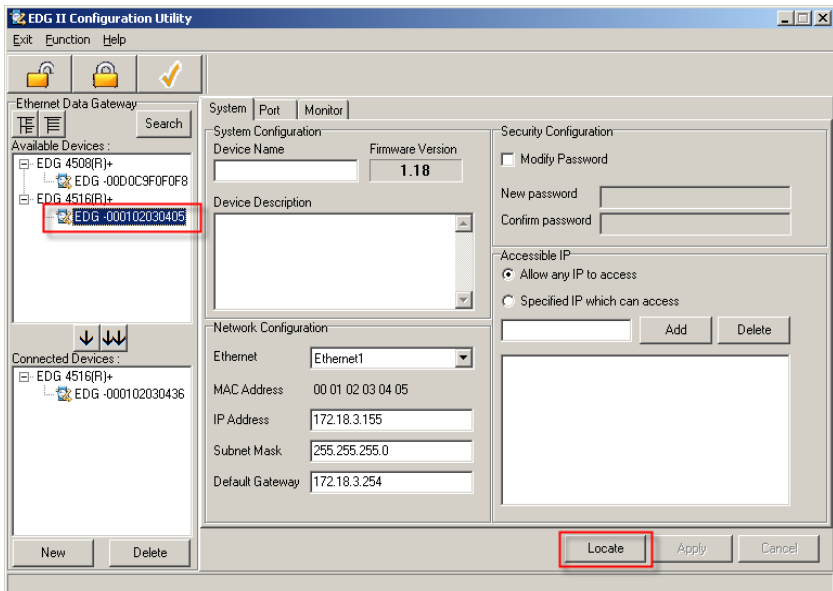 EDG II Configuration Utility
Exit Function Help
Ethernet Data Gateway
Search
Available Devices :
EDG 4508(R)+
EDG -00D0C9F0F0F8
EDG 4516(R)+
EDG -000102030405
Connected Devices :
EDG 4516(R)+
EDG -000102030436
New Delete
System Port Monitor
System Configuration
Device Name Firmware Version
1.18
Device Description
Network Configuration
Ethernet Ethernet1
MAC Address 00 01 02 03 04 05
IP Address 172.18.3.155
Subnet Mask 255.255.255.0
Default Gateway 172.18.3.254
Security Configuration
Modify Password
New password
Confirm password
Accessible IP
Allow any IP to access
Specified IP which can access
Add Delete
Locate Apply Cancel